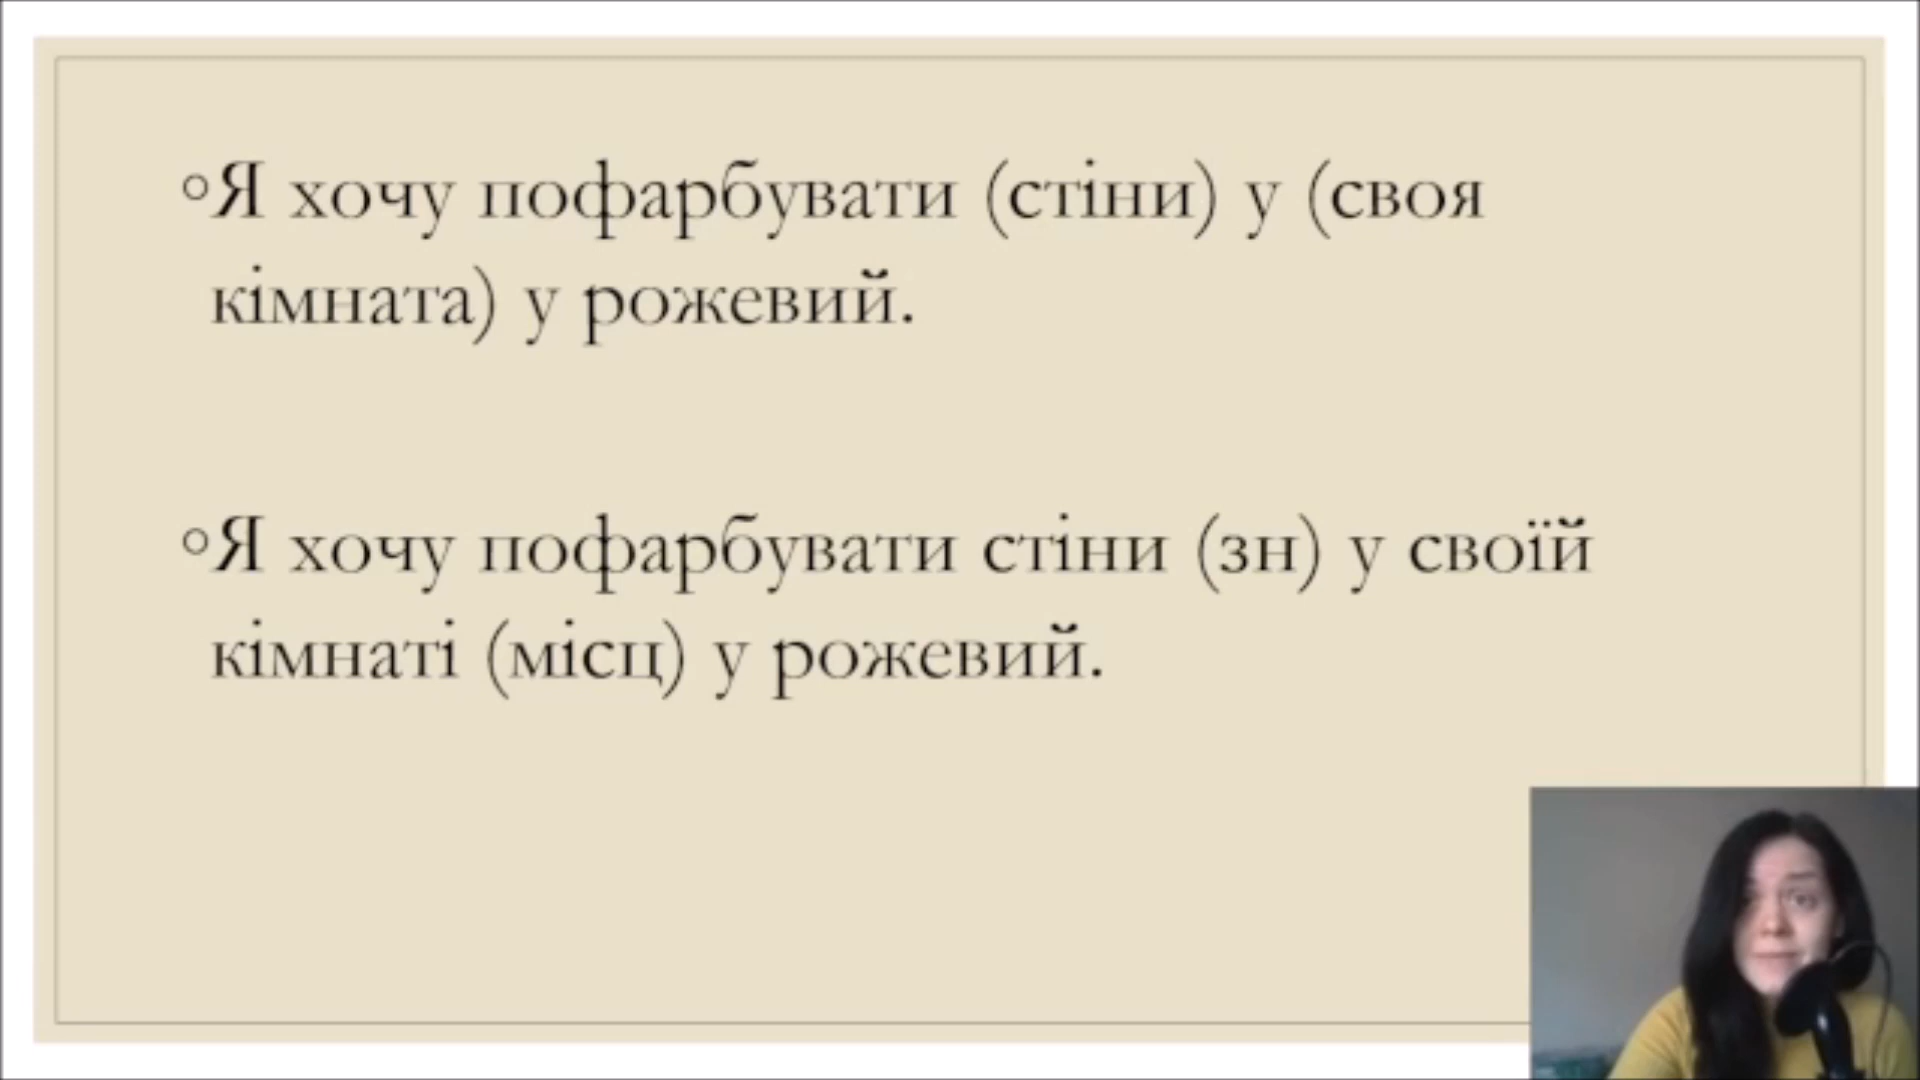 ◦Я хочу пофарбувати (стіни) у (своя
кімната) у рожевий.
◦Я хочу пофарбувати стіни (зн) у своїй
кімнаті (місц) у рожевий.